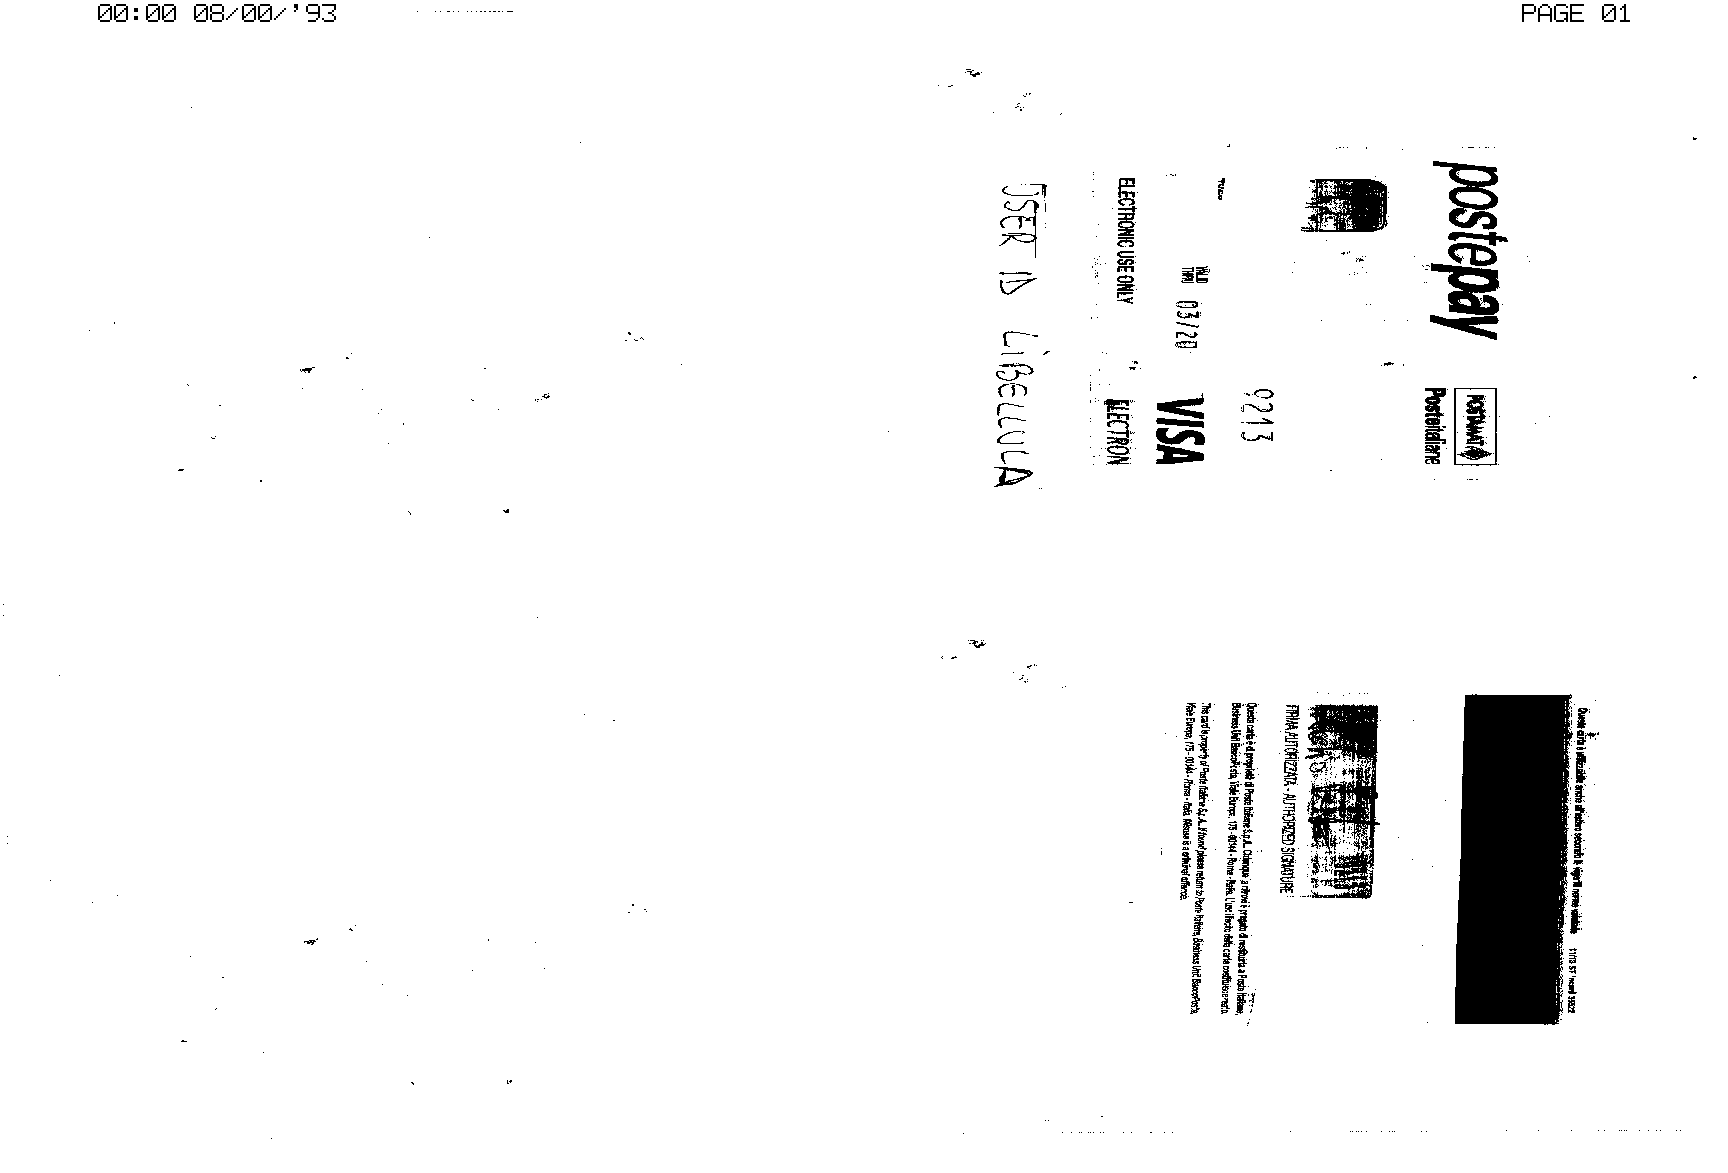 00:00 08/00/'93
PAGE 01
postepay
POSTAMAT
Posteitaliane
9213
VALID
THRU
03/20
VISA
ELECTRONIC USE ONLY
ELECTRON
USER ID LiBELLULA
Questa carta è utilizzabile anche all'estero secondo le vigenti norme valutarie
FIRMA AUTORIZZATA - AUTHORIZED SIGNATURE
Questa carta è di proprietà di Poste Italiane S.p.A. Chiunque la ritrovi è pregato di restituirla a Poste Italiane,
Business Unit BancoPosta, Viale Europa, 175 - 00144 - Roma - Italia. L'uso illecito della carta costituisce reato.
This card is property of Poste Italiane S.p.A. If found please return to Poste Italiane, Business Unit BancoPosta,
Viale Europa, 175 - 00144 - Roma - Italia. Misuse is a criminal offence.